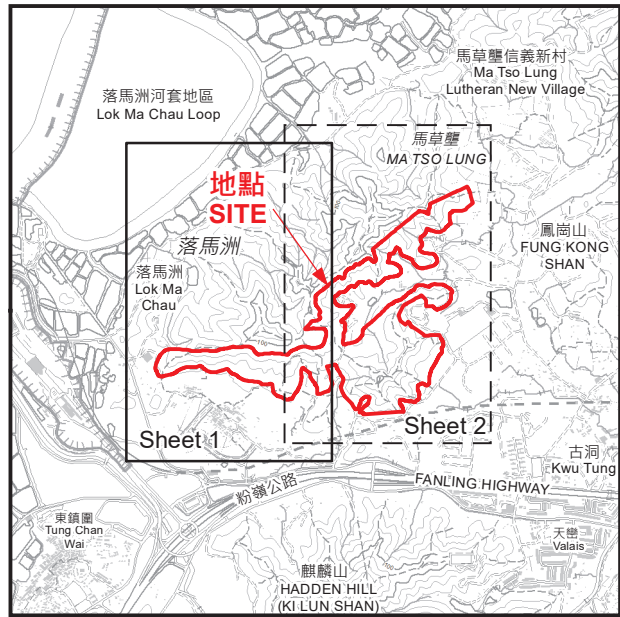 馬草壟信義新村
Ma Tso Lung
Lutheran New Village
落馬洲河套地區
Lok Ma Chau Loop
馬草壟
MA TSO LUNG
地點
SITE
鳳崗山
FUNG KONG
SHAN
落馬洲
落馬洲
Lok Ma
Chau
100
Sheet 1
Sheet 2
古洞
Kwu Tung
粉嶺公路
FANLING HIGHWAY
東鎮圍
Tung Chan
Wai
天巒
Valais
100
麒麟山
HADDEN HILL
(KI LUN SHAN)